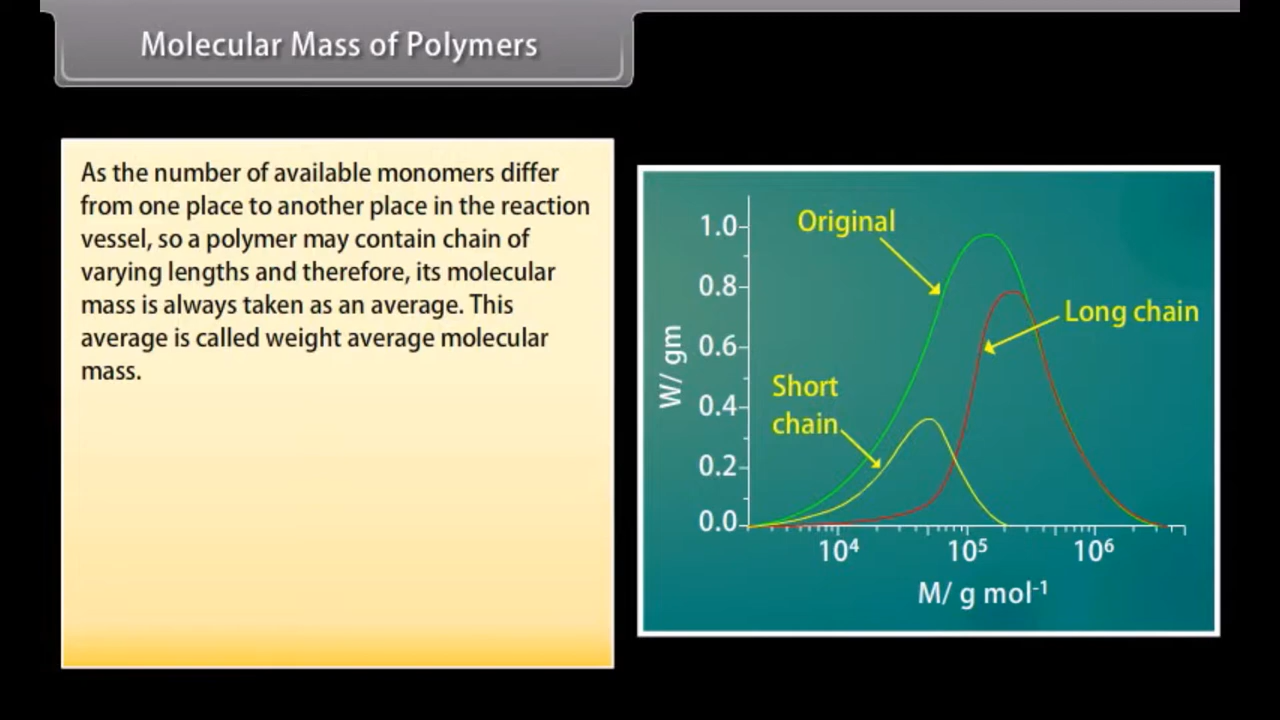 Molecular Mass of Polymers
As the number of available monomers differ
from one place to another place in the reaction
vessel, so a polymer may contain chain of
varying lengths and therefore, its molecular
mass is always taken as an average. This
average is called weight average molecular
mass.
W/ gm
1.0
0.8
0.6
0.4
0.2
0.0
Original
Long chain
Short
chain
10⁴
10⁵
10⁶
M/ g mol⁻¹